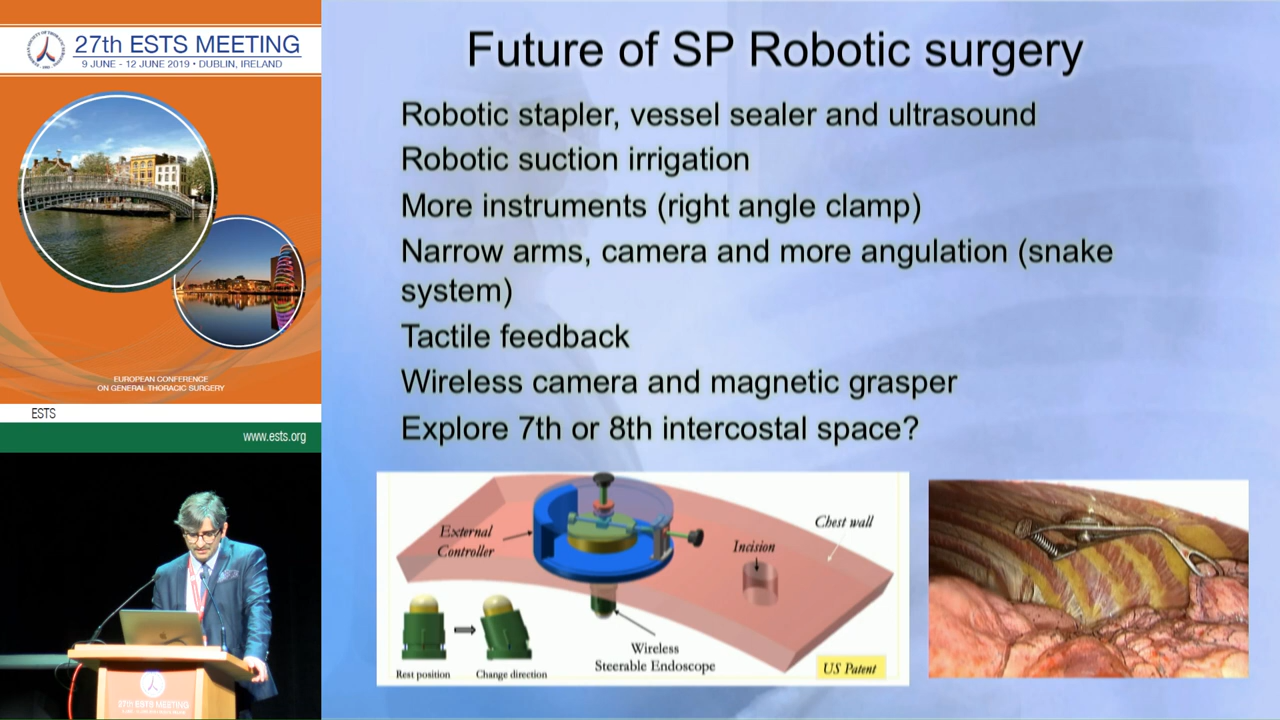 27th ESTS MEETING
9 JUNE - 12 JUNE 2019 • DUBLIN, IRELAND
EUROPEAN CONFERENCE
ON GENERAL THORACIC SURGERY
ESTS
www.ests.org
27th ESTS MEETING
Future of SP Robotic surgery
Robotic stapler, vessel sealer and ultrasound
Robotic suction irrigation
More instruments (right angle clamp)
Narrow arms, camera and more angulation (snake
system)
Tactile feedback
Wireless camera and magnetic grasper
Explore 7th or 8th intercostal space?
External
Controller
Chest wall
Incision
Wireless
Steerable Endoscope
Rest position
Change direction
US Patent